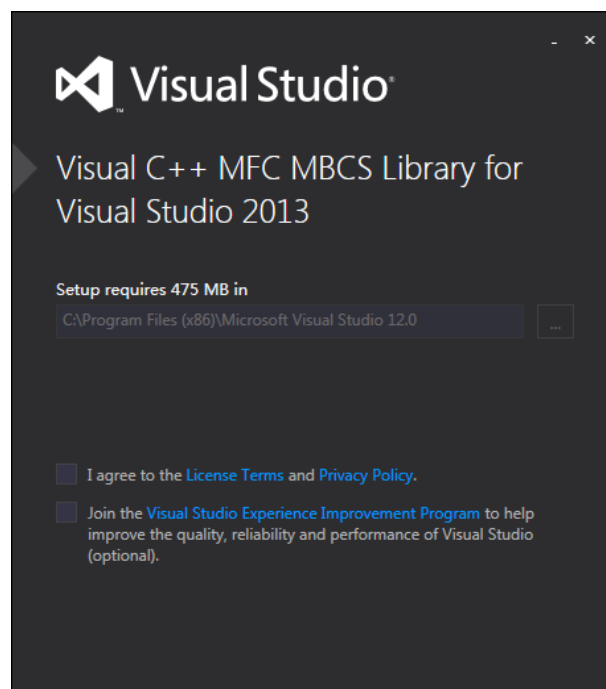 Visual Studio®
™
Visual C++ MFC MBCS Library for
Visual Studio 2013
Setup requires 475 MB in
C:\Program Files (x86)\Microsoft Visual Studio 12.0
...
I agree to the License Terms and Privacy Policy.
Join the Visual Studio Experience Improvement Program to help
improve the quality, reliability and performance of Visual Studio
(optional).